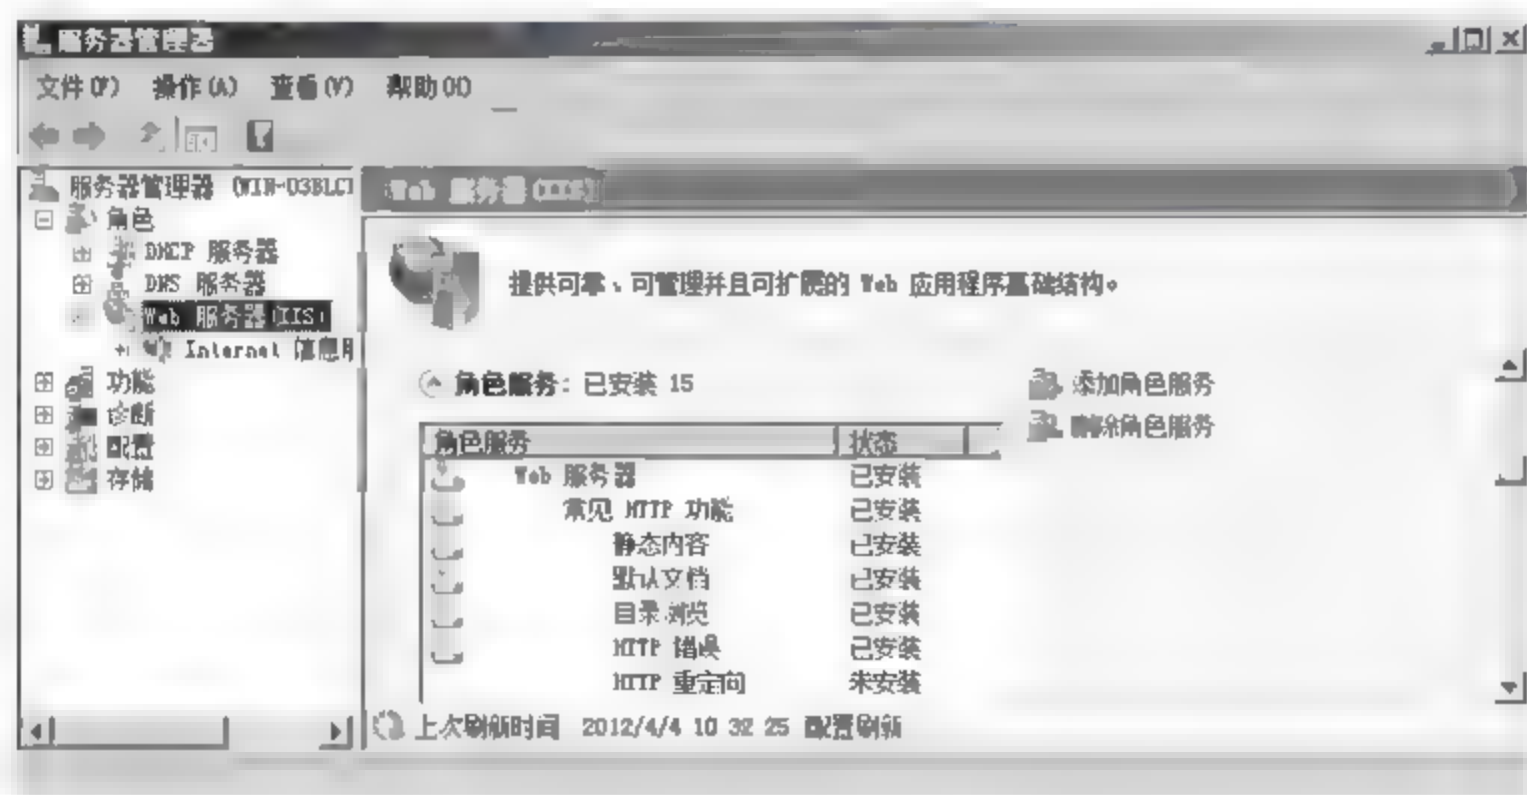 服务器管理器
文件(F) 操作(A) 查看(V) 帮助(H)
服务器管理器 (WIN-D3BLCI
角色
DHCP 服务器
DNS 服务器
Web 服务器(IIS)
Internet 信息服
功能
诊断
配置
存储
Web 服务器(IIS)
提供可靠、可管理并且可扩展的 Web 应用程序基础结构。
角色服务: 已安装 15
添加角色服务
删除角色服务
角色服务 状态
Web 服务器 已安装
常见 HTTP 功能 已安装
静态内容 已安装
默认文档 已安装
目录浏览 已安装
HTTP 错误 已安装
HTTP 重定向 未安装
上次刷新时间 2012/4/4 10 32 25 配置刷新